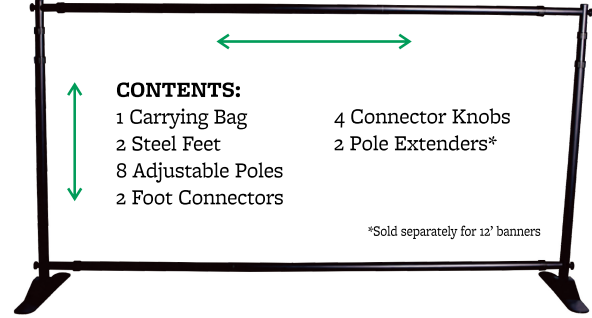 CONTENTS:
1 Carrying Bag
2 Steel Feet
8 Adjustable Poles
2 Foot Connectors
4 Connector Knobs
2 Pole Extenders*
*Sold separately for 12' banners